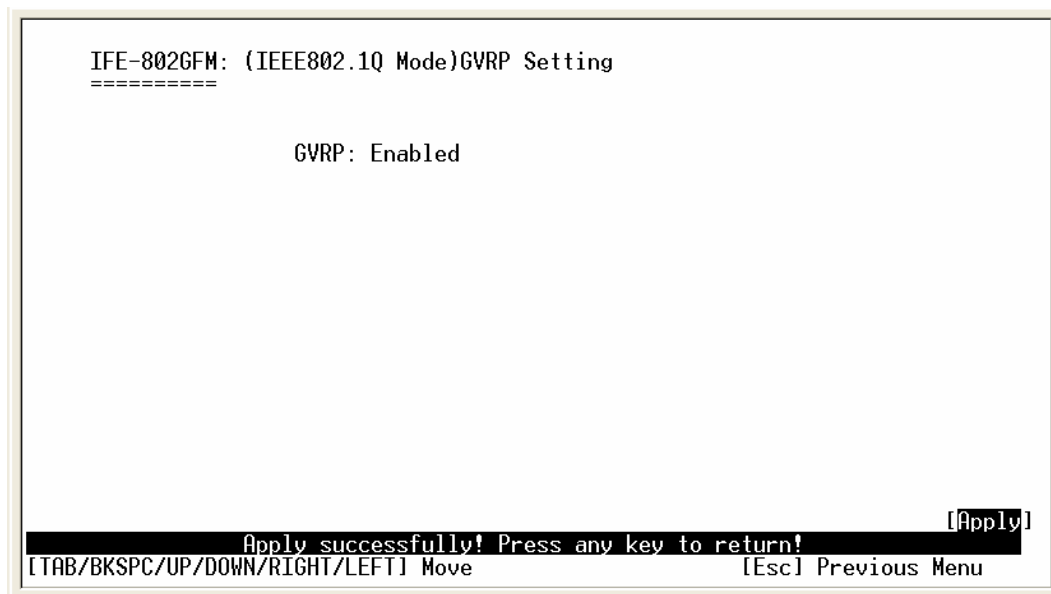 IFE-802GFM: (IEEE802.1Q Mode)GVRP Setting
==========
GVRP: Enabled
[Apply]
Apply successfully! Press any key to return!
[TAB/BKSPC/UP/DOWN/RIGHT/LEFT] Move [Esc] Previous Menu